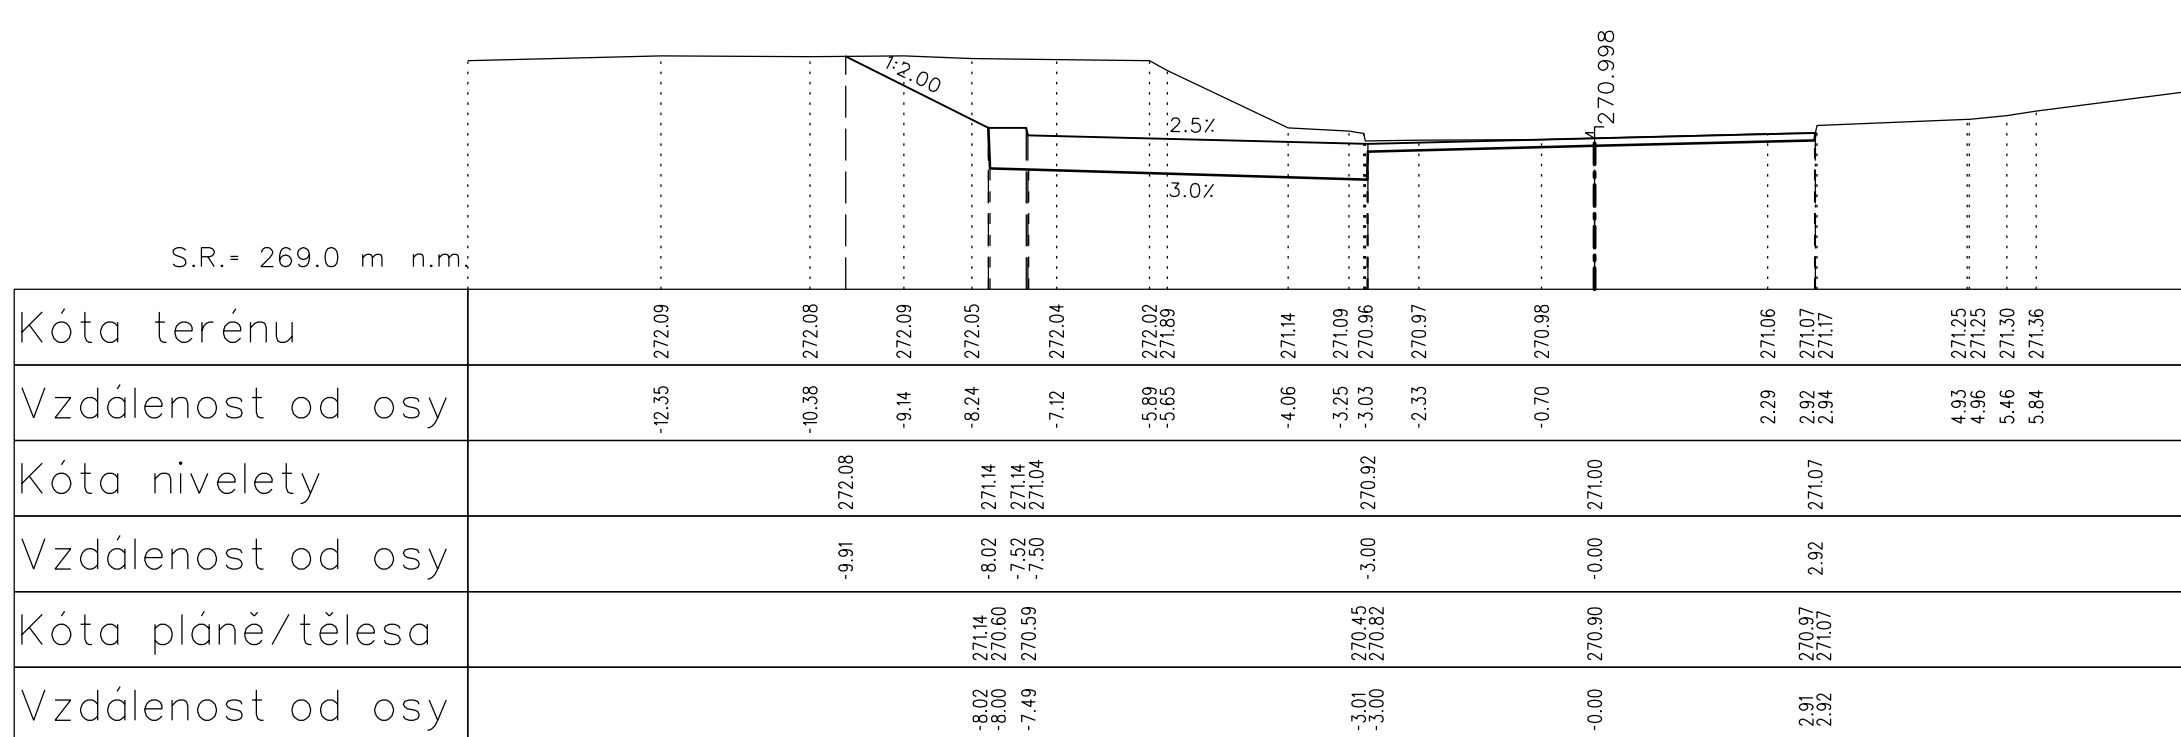 270.998
1:2.00
2.5%
3.0%
S.R.= 269.0 m n.m.
Kóta terénu 272.09 272.08 272.09 272.05 272.04 272.02 271.89 271.14 271.09 270.96 270.97 270.98 271.06 271.07 271.17 271.25 271.25 271.30 271.36
Vzdálenost od osy -12.35 -10.38 -9.14 -8.24 -7.12 -5.89 -5.65 -4.06 -3.25 -3.03 -2.33 -0.70 2.29 2.92 2.94 4.93 4.96 5.46 5.84
Kóta nivelety 272.08 271.14 271.14 271.04 270.92 271.00 271.07
Vzdálenost od osy -9.91 -8.02 -7.52 -7.50 -3.00 -0.00 2.92
Kóta pláně/tělesa 271.14 270.60 270.59 270.45 270.82 270.90 270.97 271.07
Vzdálenost od osy -8.02 -8.00 -7.49 -3.01 -3.00 -0.00 2.91 2.92